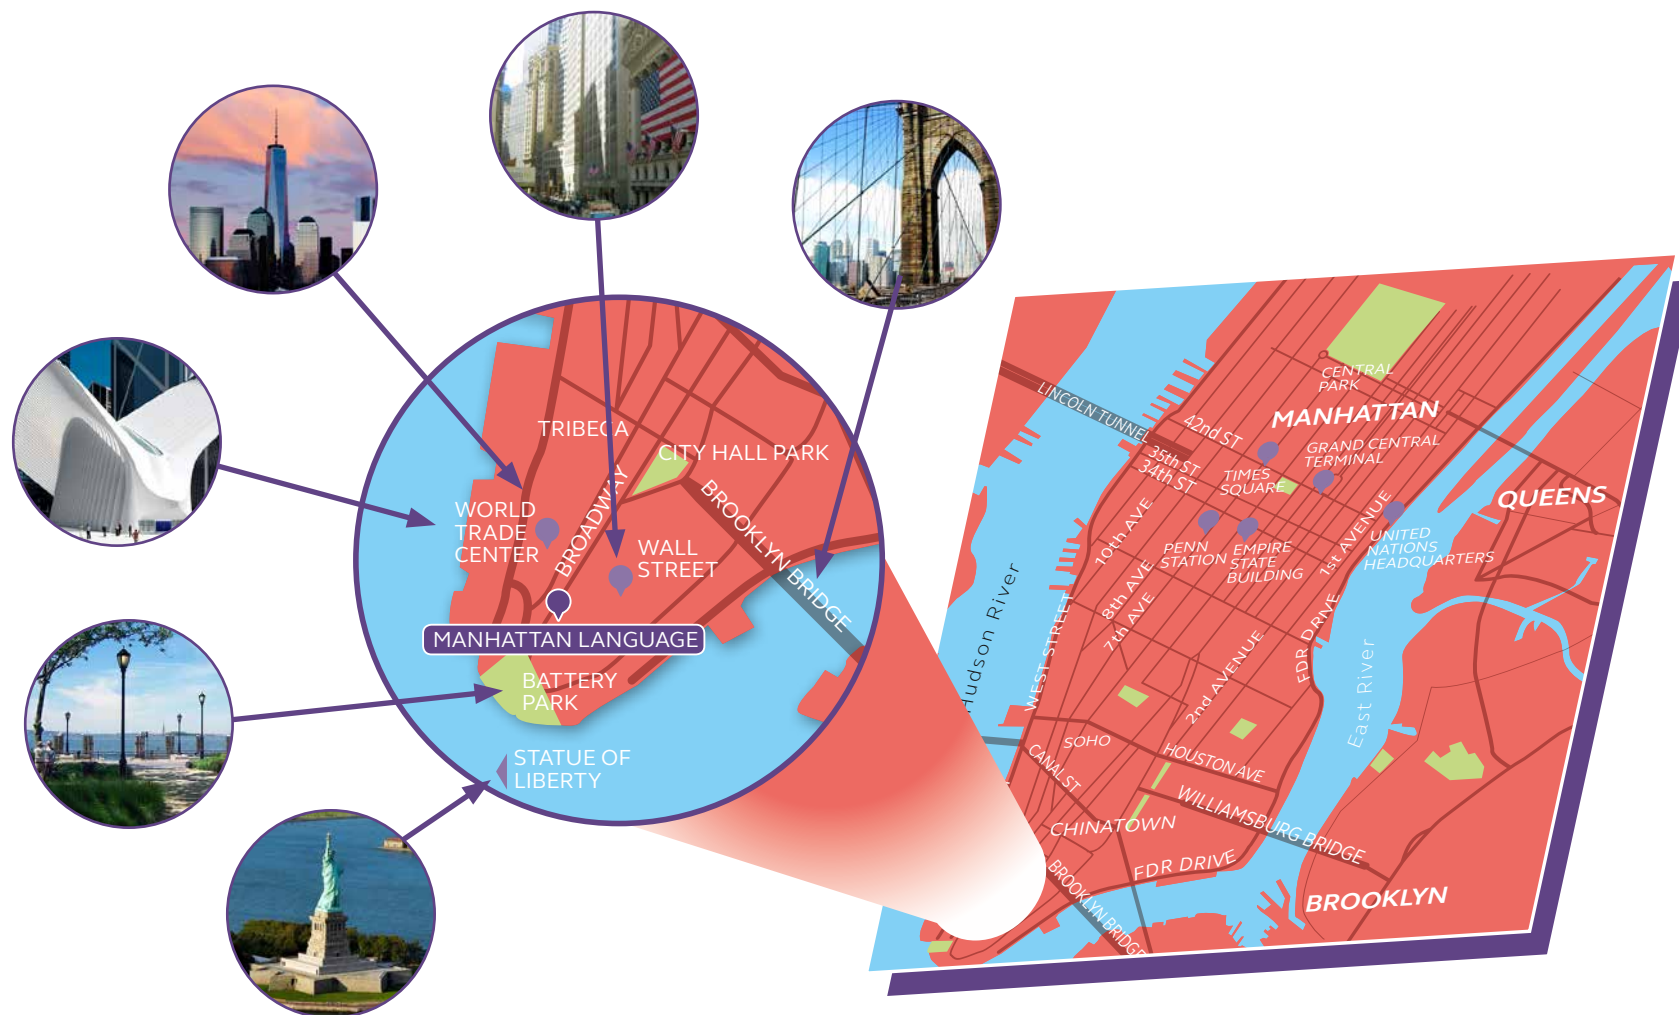 TRIBECA
CITY HALL PARK
BROADWAY
WORLD
TRADE
CENTER
WALL
STREET
BROOKLYN BRIDGE
MANHATTAN LANGUAGE
BATTERY
PARK
STATUE OF
LIBERTY
CENTRAL
PARK
LINCOLN TUNNEL
MANHATTAN
42nd ST
GRAND CENTRAL
TERMINAL
35th ST
34th ST
TIMES
SQUARE
QUEENS
10th AVE
1st AVENUE
PENN
STATION
EMPIRE
STATE
BUILDING
UNITED
NATIONS
HEADQUARTERS
Hudson River
8th AVE
7th AVE
WEST STREET
FDR DRIVE
2nd AVENUE
East River
SOHO
CANAL ST
HOUSTON AVE
WILLIAMSBURG BRIDGE
CHINATOWN
FDR DRIVE
BROOKLYN BRIDGE
BROOKLYN